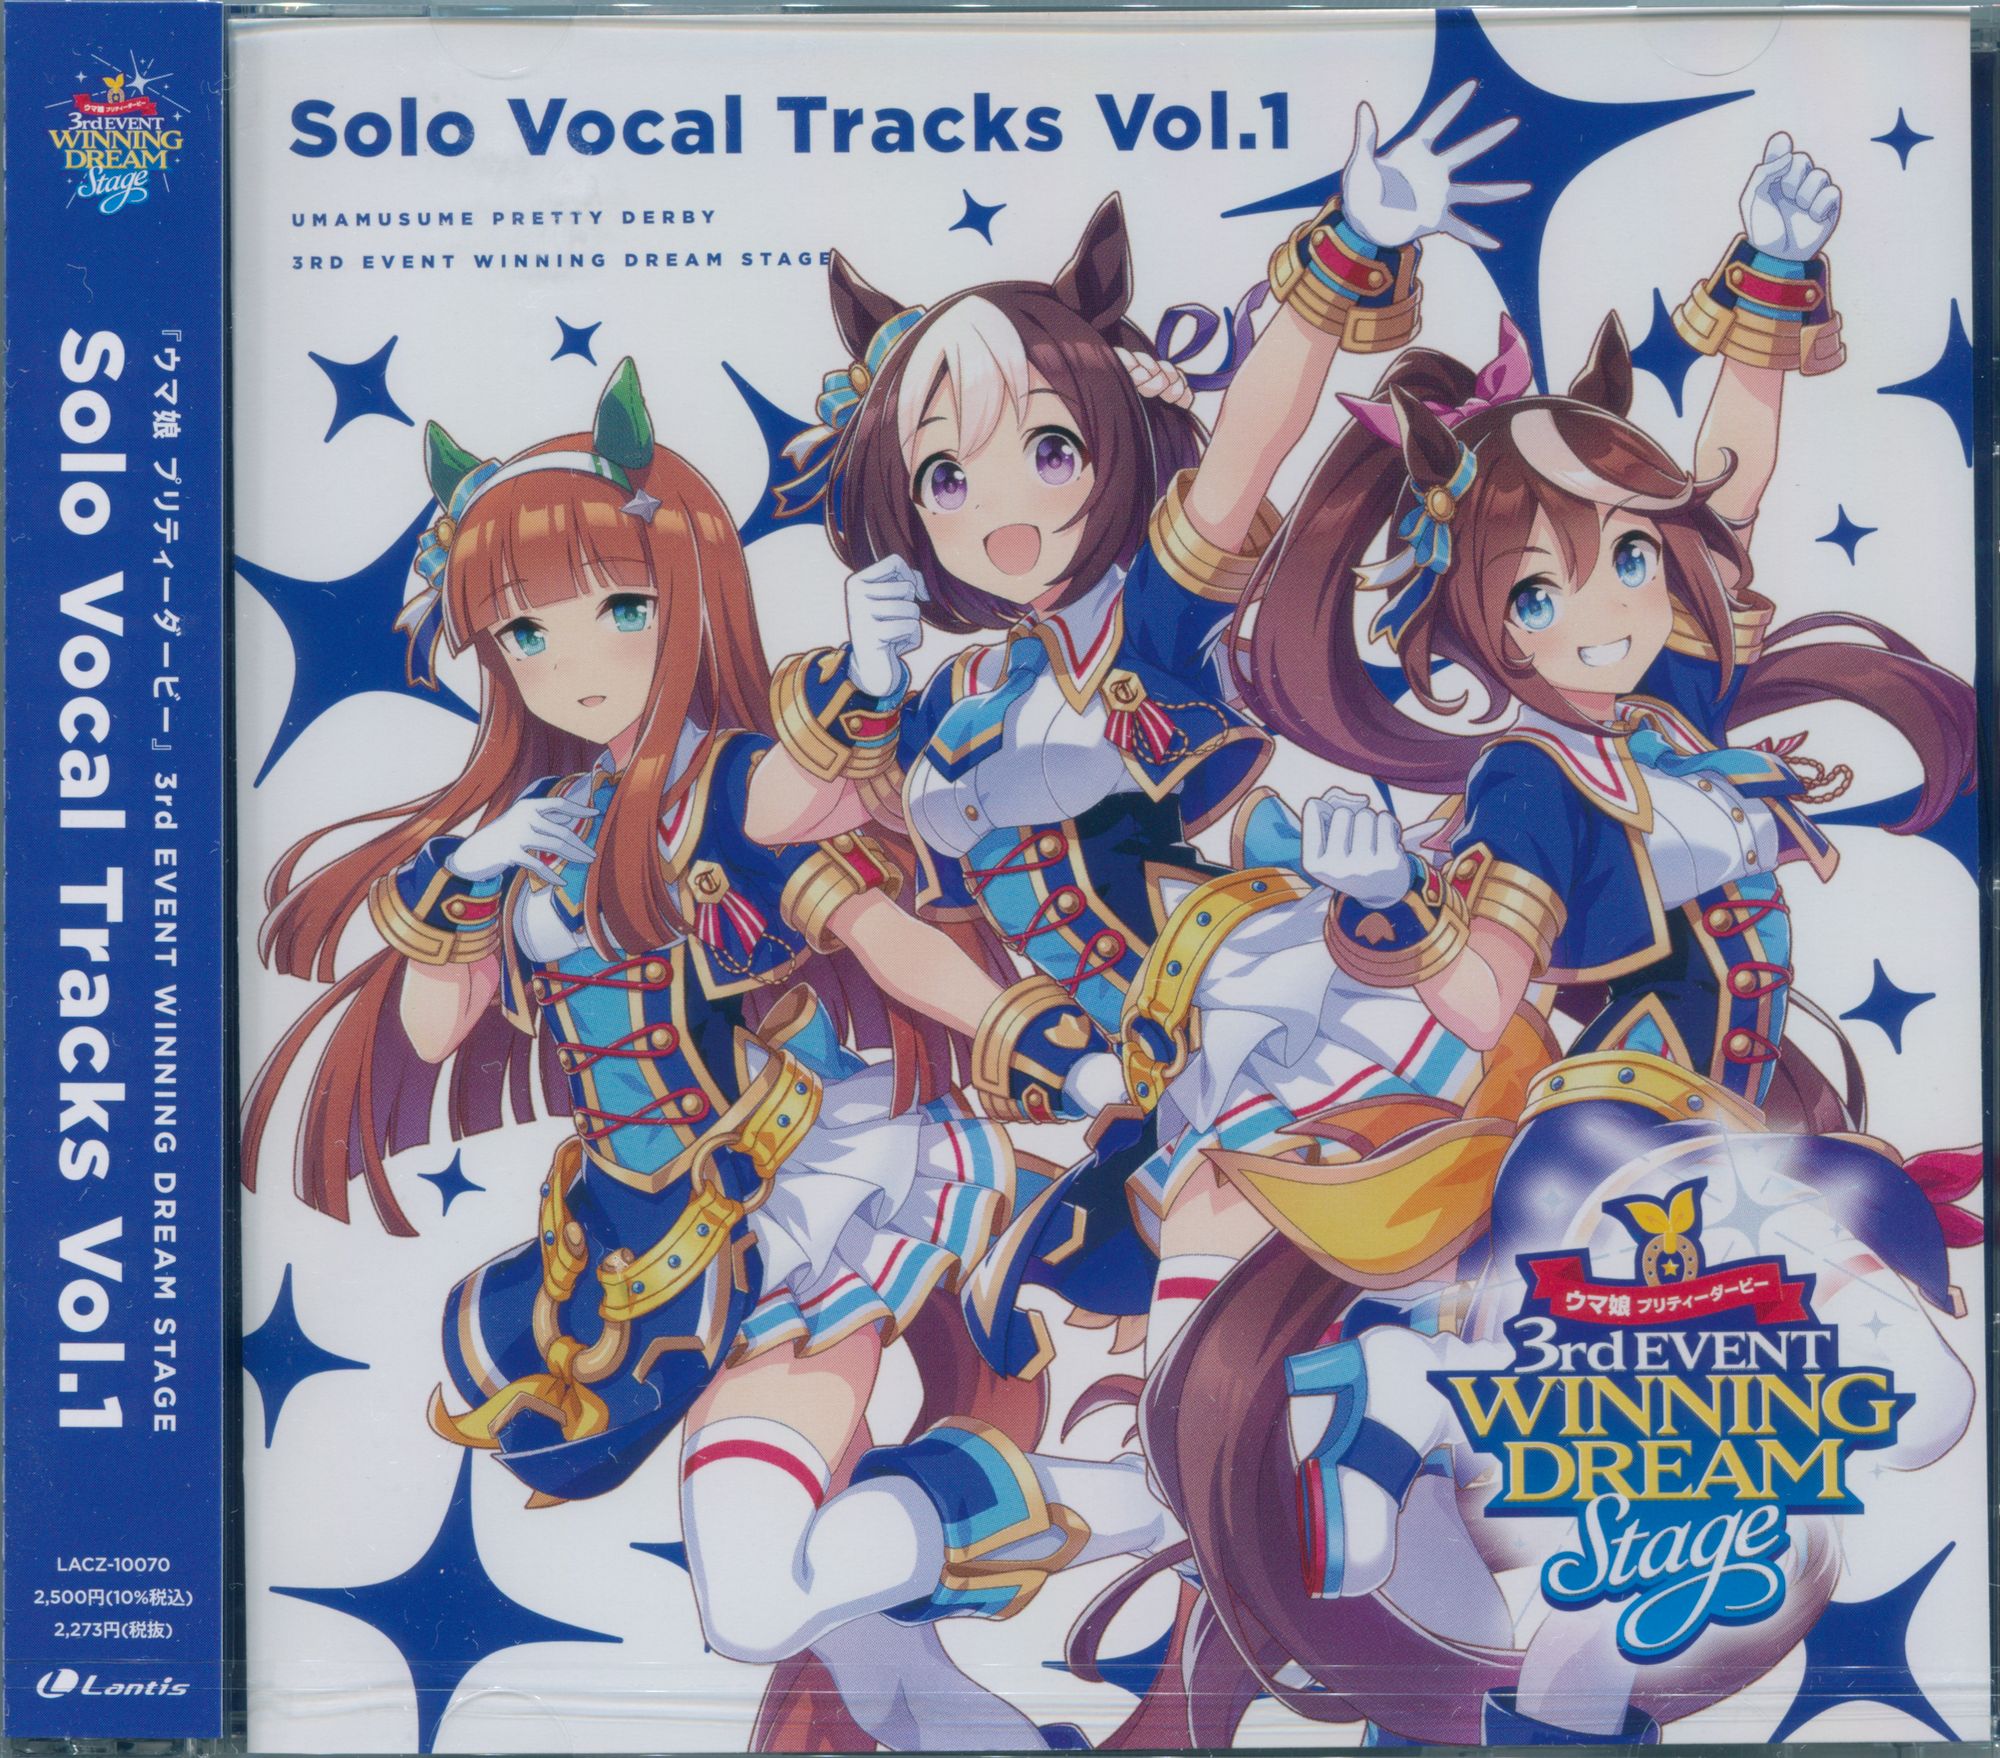 ウマ娘 プリティーダービー
3rd EVENT
WINNING
DREAM
Stage
『ウマ娘 プリティーダービー』 3rd EVENT WINNING DREAM STAGE
Solo Vocal Tracks Vol.1
LACZ-10070
2,500円(10%税込)
2,273円(税抜)
Lantis
Solo Vocal Tracks Vol.1
UMAMUSUME PRETTY DERBY
3RD EVENT WINNING DREAM STAGE
T
T
ウマ娘 プリティーダービー
3rd EVENT
WINNING
DREAM
Stage